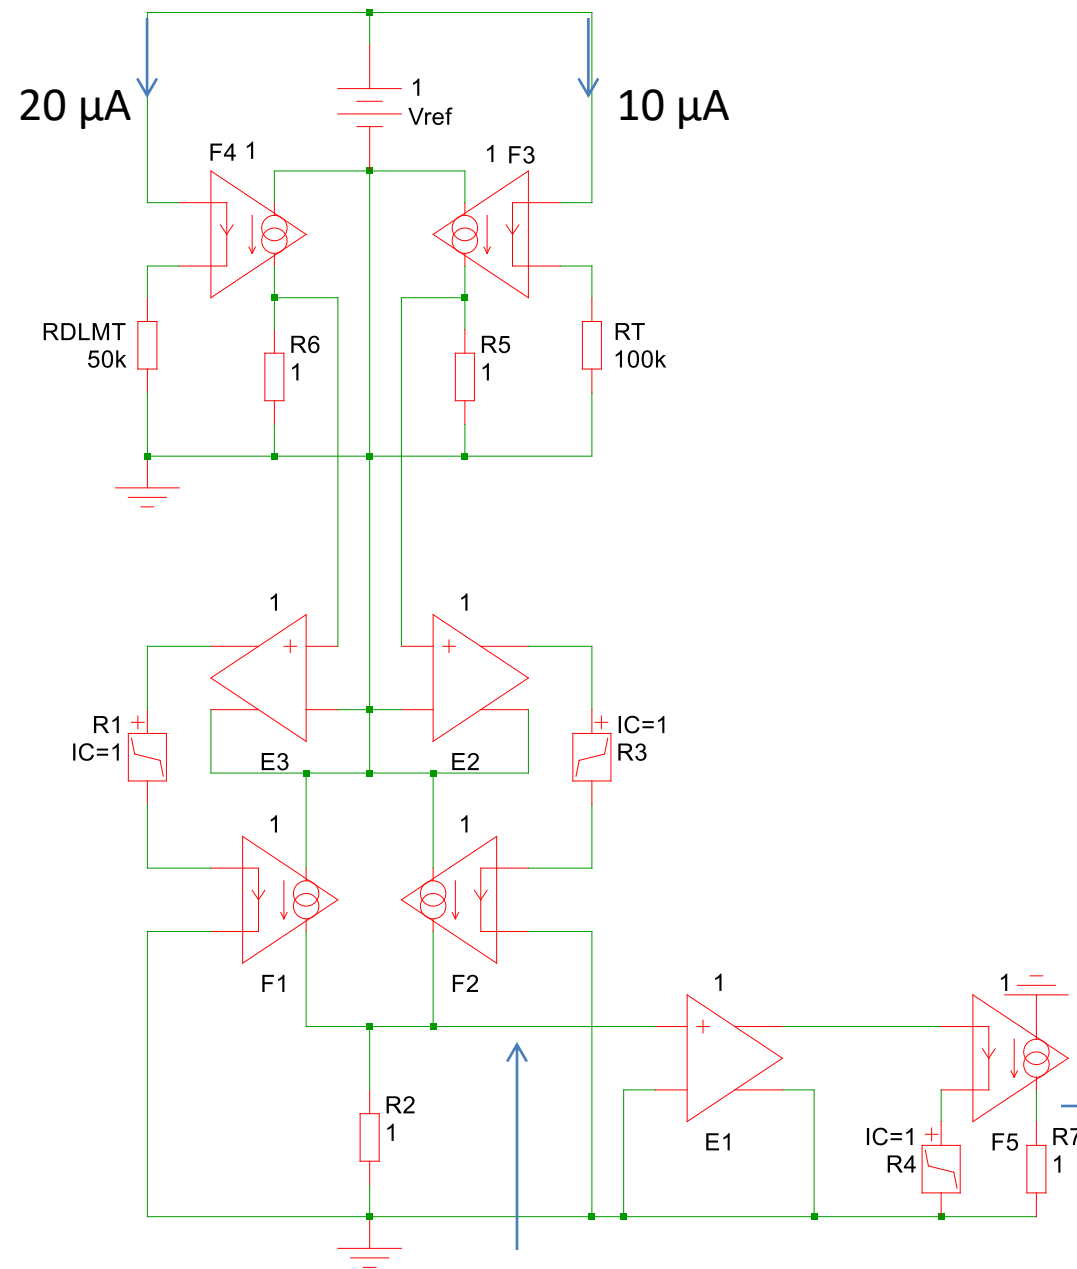 1
Vref
20 µA
10 µA
F4 1
1 F3
RDLMT
50k
R6
1
R5
1
RT
100k
1
1
+
+
R1 +
IC=1
+ IC=1
R3
E3
E2
1
1
F1
F2
1
1
+
R2
1
E1
IC=1 +
R4
F5
R7
1